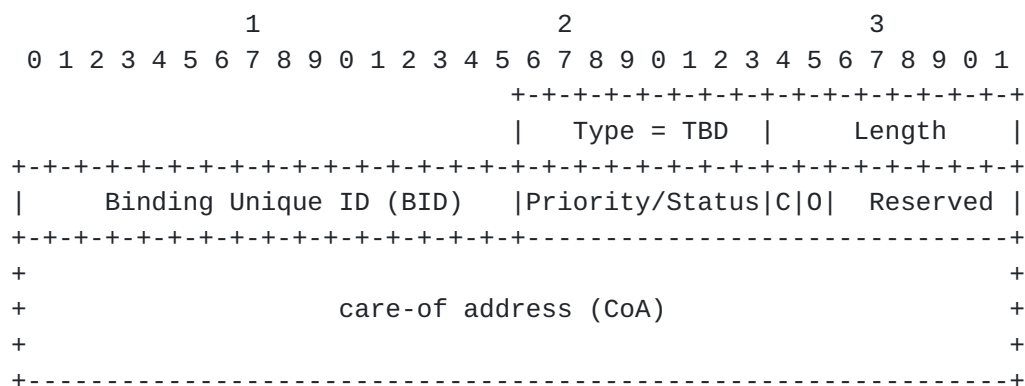 1                   2                   3
  0 1 2 3 4 5 6 7 8 9 0 1 2 3 4 5 6 7 8 9 0 1 2 3 4 5 6 7 8 9 0 1
                                 +-+-+-+-+-+-+-+-+-+-+-+-+-+-+-+-+
                                 |   Type = TBD  |     Length    |
 +-+-+-+-+-+-+-+-+-+-+-+-+-+-+-+-+-+-+-+-+-+-+-+-+-+-+-+-+-+-+-+-+
 |     Binding Unique ID (BID)   |Priority/Status|C|O|  Reserved |
 +-+-+-+-+-+-+-+-+-+-+-+-+-+-+-+-+-------------------------------+
 +                                                               +
 +                    care-of address (CoA)                      +
 +                                                               +
 +---------------------------------------------------------------+